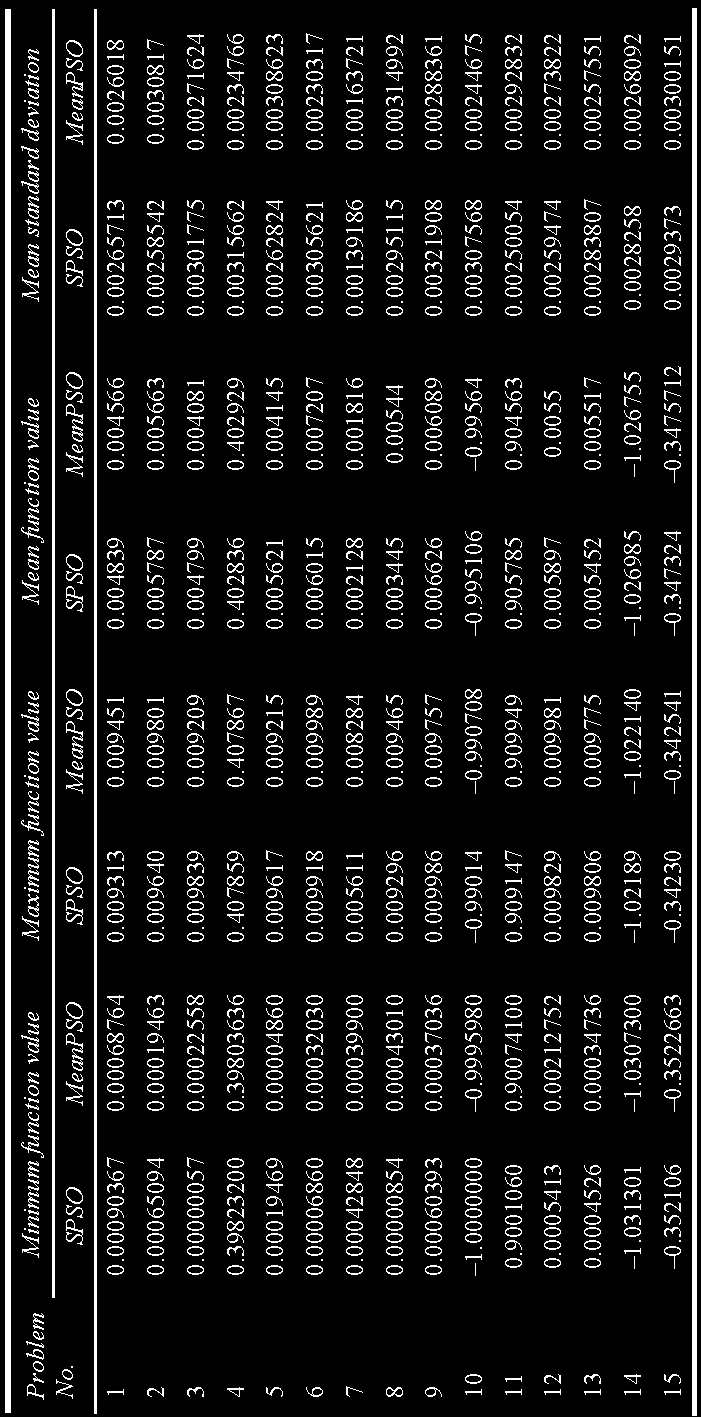 Problem Minimum function value Maximum function value Mean function value Mean standard deviation
No. SPSO MeanPSO SPSO MeanPSO SPSO MeanPSO SPSO MeanPSO
1 0.00090367 0.00068764 0.009313 0.009451 0.004839 0.004566 0.00265713 0.0026018
2 0.00065094 0.00019463 0.009640 0.009801 0.005787 0.005663 0.00258542 0.0030817
3 0.00000057 0.00022558 0.009839 0.009209 0.004799 0.004081 0.00301775 0.00271624
4 0.39823200 0.39803636 0.407859 0.407867 0.402836 0.402929 0.00315662 0.00234766
5 0.00019469 0.00004860 0.009617 0.009215 0.005621 0.004145 0.00262824 0.00308623
6 0.00006860 0.00032030 0.009918 0.009989 0.006015 0.007207 0.00305621 0.00230317
7 0.00042848 0.00039900 0.005611 0.008284 0.002128 0.001816 0.00139186 0.00163721
8 0.00000854 0.00043010 0.009296 0.009465 0.003445 0.00544 0.00295115 0.00314992
9 0.00060393 0.00037036 0.009986 0.009757 0.006626 0.006089 0.00321908 0.00288361
10 −1.0000000 −0.9995980 −0.99014 −0.990708 −0.995106 −0.99564 0.00307568 0.00244675
11 0.9001060 0.90074100 0.909147 0.909949 0.905785 0.904563 0.00250054 0.00292832
12 0.0005413 0.00212752 0.009829 0.009981 0.005897 0.0055 0.00259474 0.00273822
13 0.0004526 0.00034736 0.009806 0.009775 0.005452 0.005517 0.00283807 0.00257551
14 −1.031301 −1.0307300 −1.02189 −1.022140 −1.026985 −1.026755 0.0028258 0.00268092
15 −0.352106 −0.3522663 −0.34230 −0.342541 −0.347324 −0.3475712 0.0029373 0.00300151